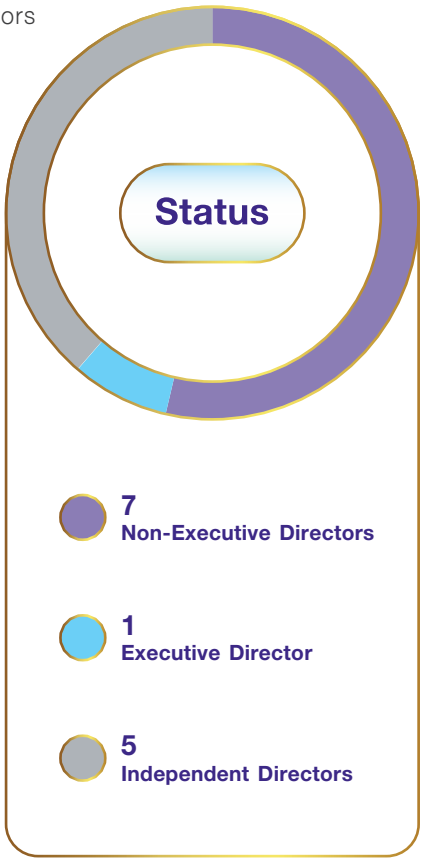 ors
Status
7
Non-Executive Directors
1
Executive Director
5
Independent Directors